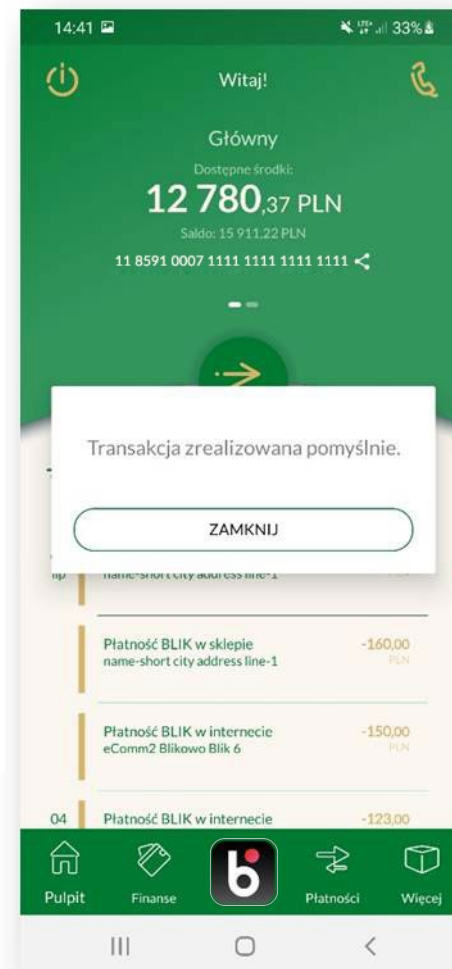 14:41
LTE+ 33%
Witaj!
Główny
Dostępne środki:
12 780,37 PLN
Saldo: 15 911,22 PLN
11 8591 0007 1111 1111 1111 1111
Transakcja zrealizowana pomyślnie.
ZAMKNIJ
lip name-short city address line-1
Płatność BLIK w sklepie -160,00
name-short city address line-1 PLN
Płatność BLIK w internecie -150,00
eComm2 Blikowo Blik 6 PLN
04 Płatność BLIK w internecie -123,00
b
Pulpit Finanse Płatności Więcej